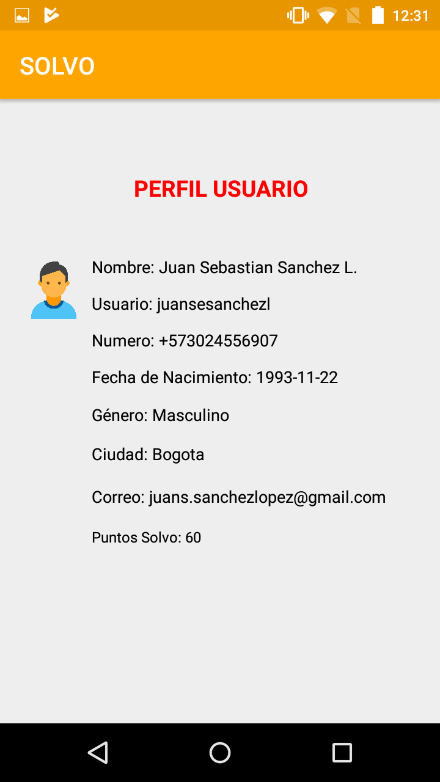 12:31
SOLVO
PERFIL USUARIO
Nombre: Juan Sebastian Sanchez L.
Usuario: juansesanchezl
Numero: +573024556907
Fecha de Nacimiento: 1993-11-22
Género: Masculino
Ciudad: Bogota
Correo: juans.sanchezlopez@gmail.com
Puntos Solvo: 60